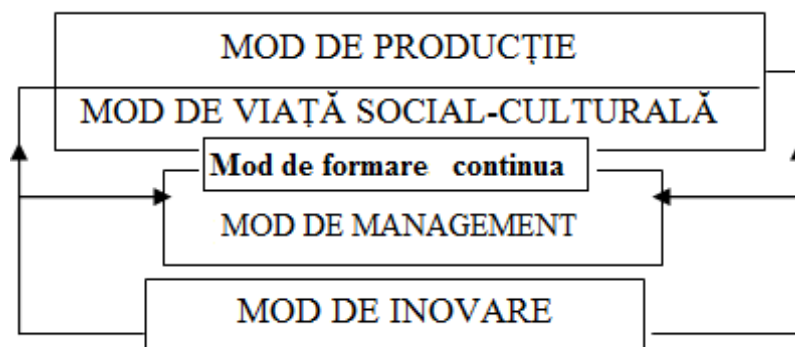 MOD DE PRODUCȚIE
MOD DE VIAȚĂ SOCIAL-CULTURALĂ
Mod de formare continua
MOD DE MANAGEMENT
MOD DE INOVARE